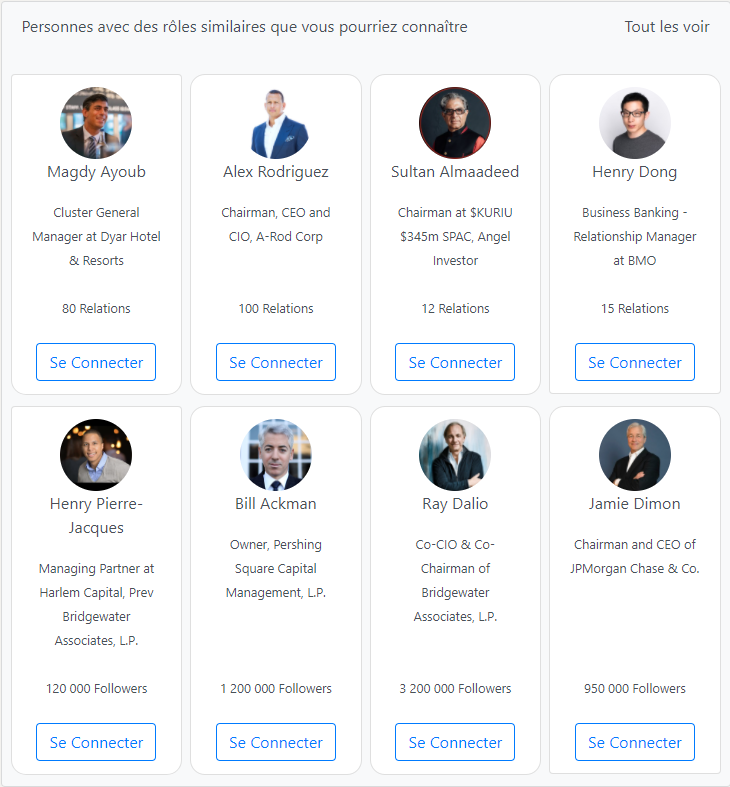 Personnes avec des rôles similaires que vous pourriez connaître
Tout les voir
Magdy Ayoub
Cluster General
Manager at Dyar Hotel
& Resorts
80 Relations
Se Connecter
Alex Rodriguez
Chairman, CEO and
CIO, A-Rod Corp
100 Relations
Se Connecter
Sultan Almaadeed
Chairman at $KURIU
$345m SPAC, Angel
Investor
12 Relations
Se Connecter
Henry Dong
Business Banking -
Relationship Manager
at BMO
15 Relations
Se Connecter
Henry Pierre-
Jacques
Managing Partner at
Harlem Capital, Prev
Bridgewater
Associates, L.P.
120 000 Followers
Se Connecter
Bill Ackman
Owner, Pershing
Square Capital
Management, L.P.
1 200 000 Followers
Se Connecter
Ray Dalio
Co-CIO & Co-
Chairman of
Bridgewater
Associates, L.P.
3 200 000 Followers
Se Connecter
Jamie Dimon
Chairman and CEO of
JPMorgan Chase & Co.
950 000 Followers
Se Connecter